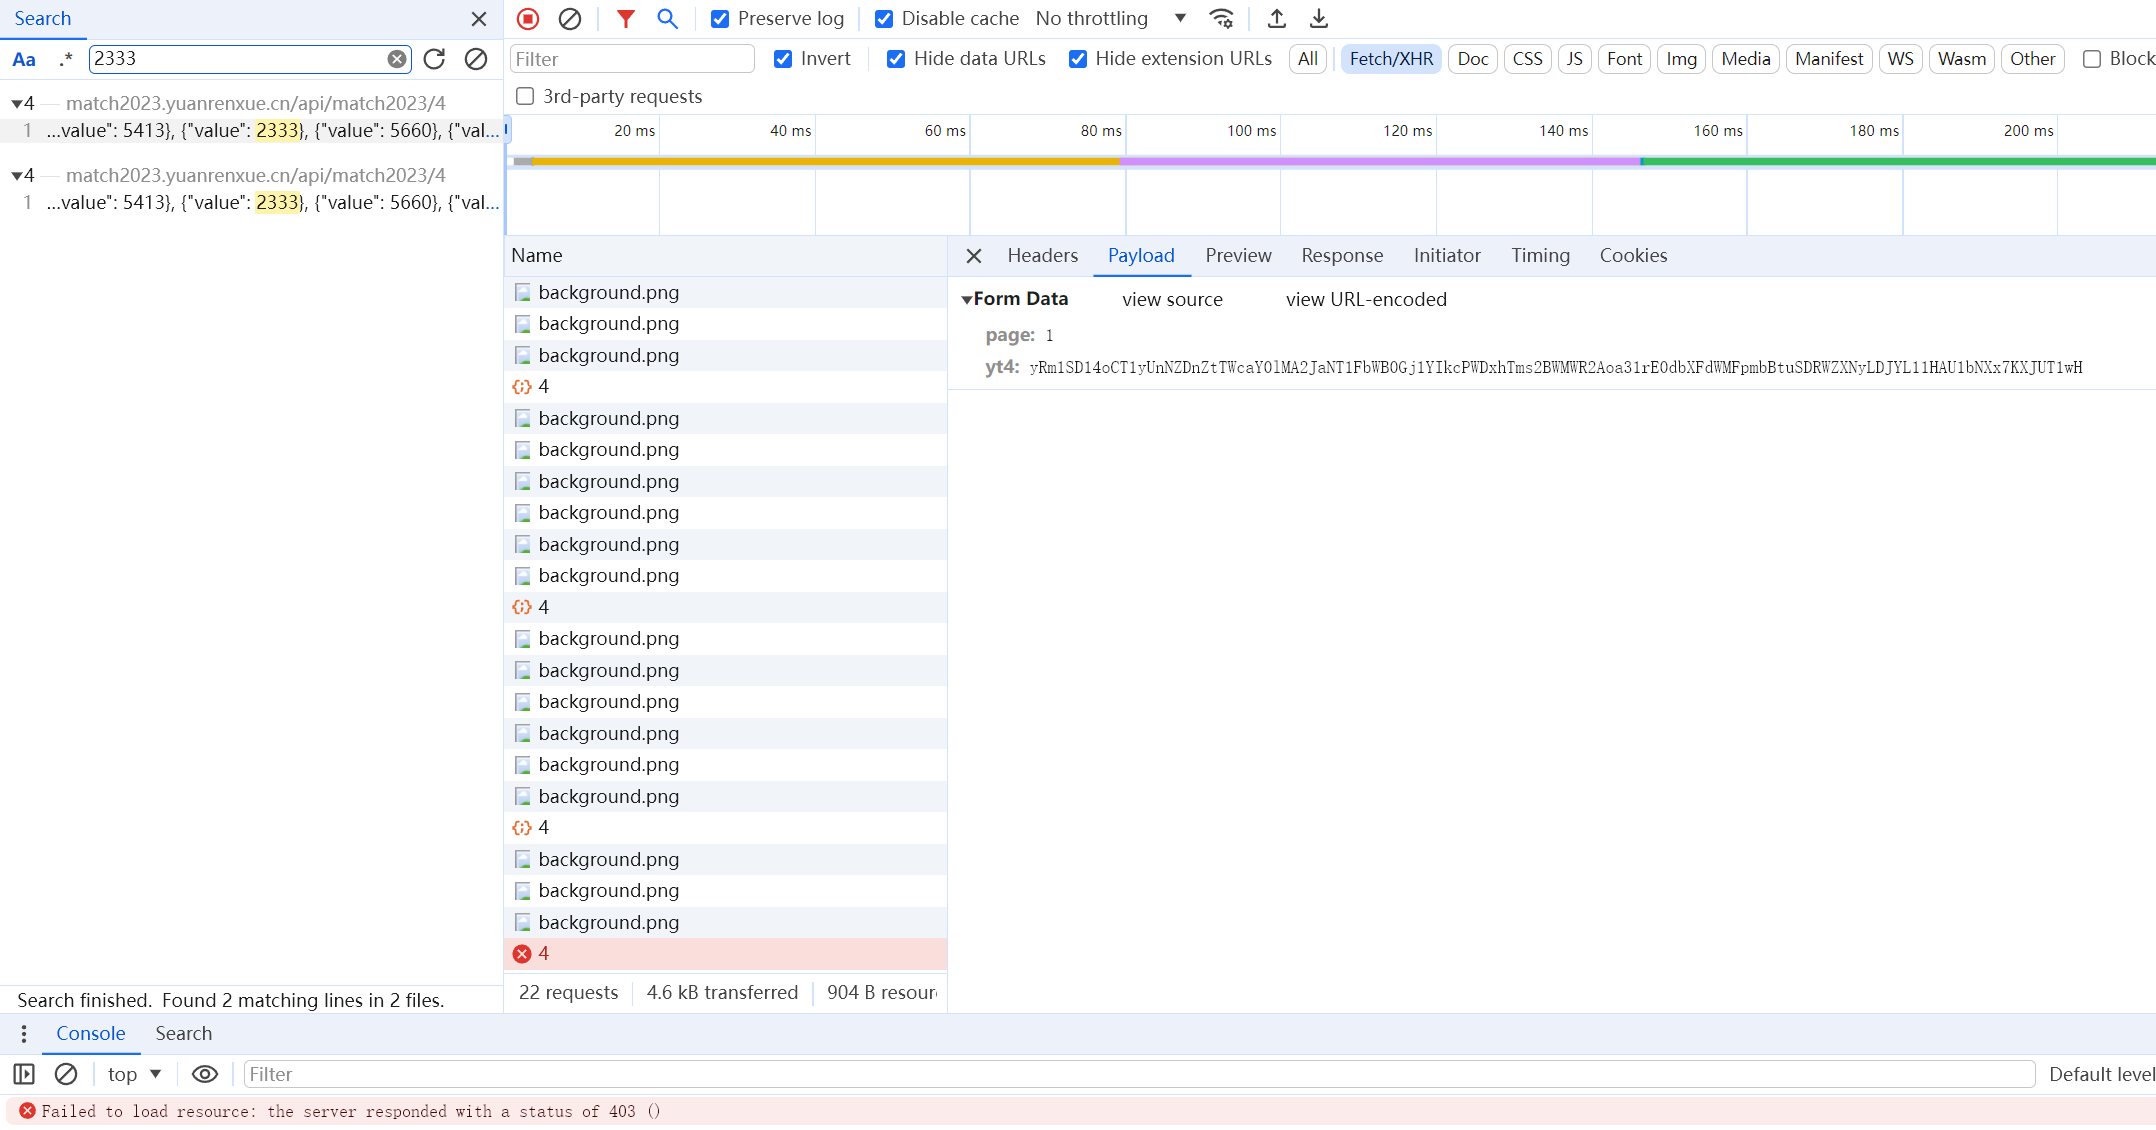 Search
Aa .* 2333
4 — match2023.yuanrenxue.cn/api/match2023/4
1 ...value": 5413}, {"value": 2333}, {"value": 5660}, {"val...
4 — match2023.yuanrenxue.cn/api/match2023/4
1 ...value": 5413}, {"value": 2333}, {"value": 5660}, {"val...
Search finished. Found 2 matching lines in 2 files.
Preserve log Disable cache No throttling
Filter Invert Hide data URLs Hide extension URLs All Fetch/XHR Doc CSS JS Font Img Media Manifest WS Wasm Other Block
3rd-party requests
20 ms 40 ms 60 ms 80 ms 100 ms 120 ms 140 ms 160 ms 180 ms 200 ms
Name
background.png
background.png
background.png
4
background.png
background.png
background.png
background.png
background.png
background.png
4
background.png
background.png
background.png
background.png
background.png
background.png
4
background.png
background.png
background.png
4
22 requests 4.6 kB transferred 904 B resour
Headers Payload Preview Response Initiator Timing Cookies
Form Data view source view URL-encoded
page: 1
yt4: yRm1SD14oCT1yUnNZDnZtTWcaY0lMA2JaNT1FbWB0Gj1YIkcPWDxhTms2BWMWR2Aoa31rE0dbXFdWMFpmbBtuSDRWZXNyLDJYL11HAU1bNXx7KXJUT1wH
Console Search
top Filter Default level
Failed to load resource: the server responded with a status of 403 ()